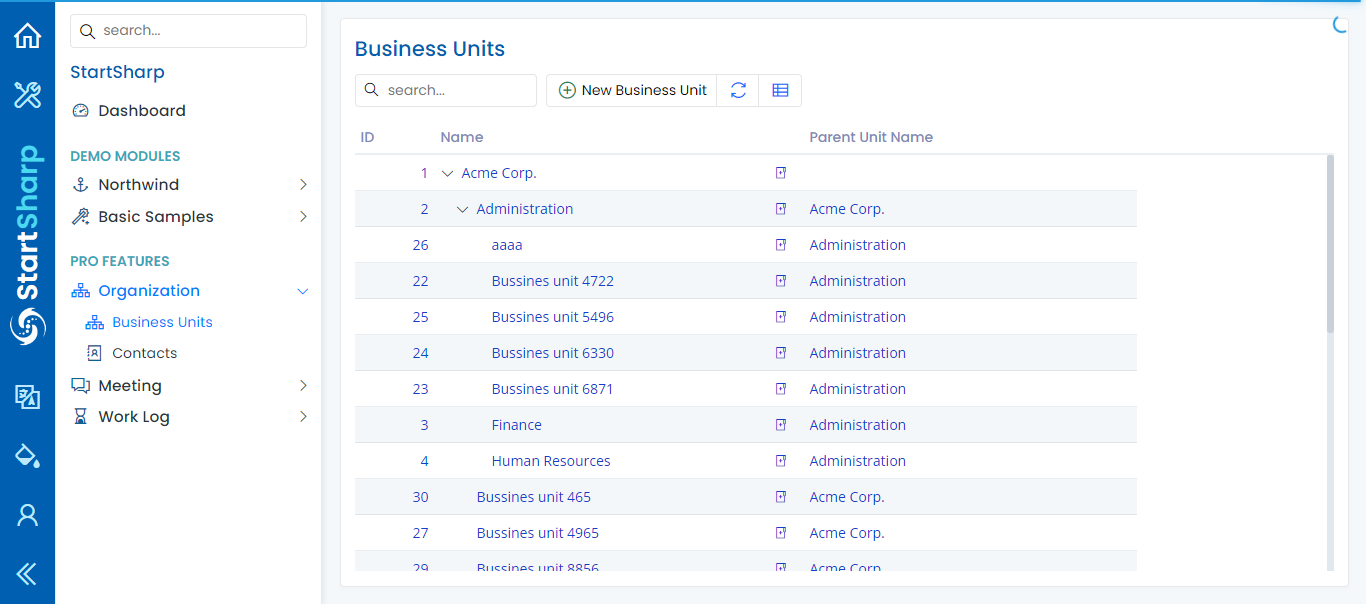 StartSharp
search...
StartSharp
Dashboard
DEMO MODULES
Northwind
Basic Samples
PRO FEATURES
Organization
Business Units
Contacts
Meeting
Work Log
Business Units
search...
New Business Unit
ID Name Parent Unit Name
1 Acme Corp.
2 Administration Acme Corp.
26 aaaa Administration
22 Bussines unit 4722 Administration
25 Bussines unit 5496 Administration
24 Bussines unit 6330 Administration
23 Bussines unit 6871 Administration
3 Finance Administration
4 Human Resources Administration
30 Bussines unit 465 Acme Corp.
27 Bussines unit 4965 Acme Corp.
29 Bussines unit 8856 Acme Corp.